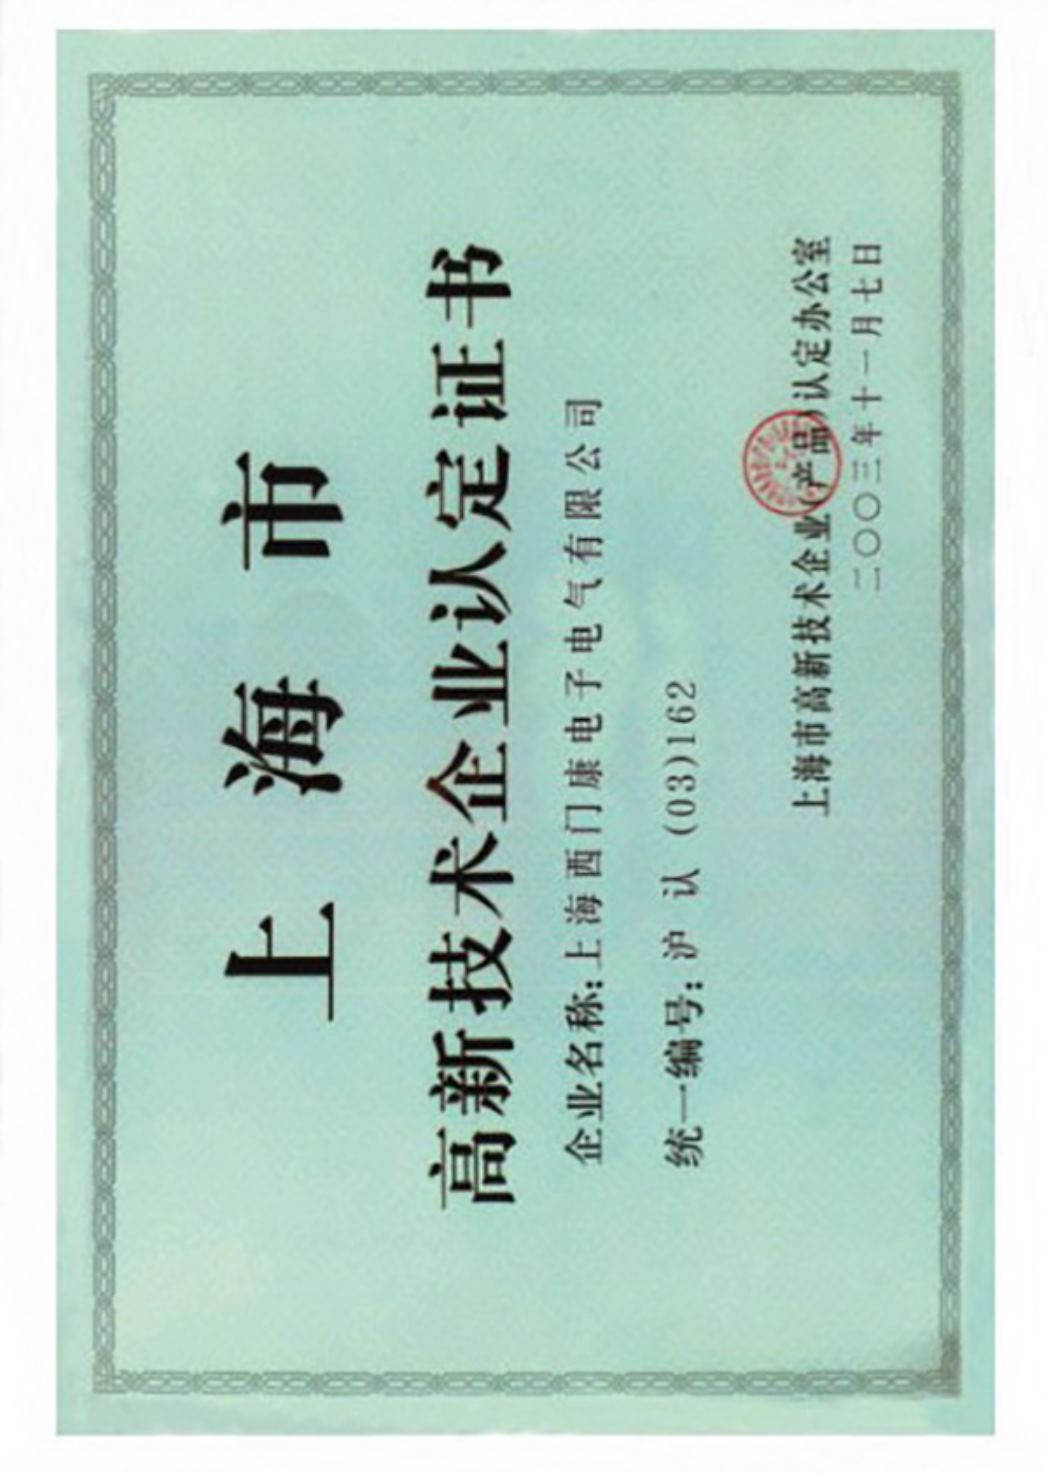 上海市
高新技术企业认定证书
企业名称:上海西门康电子电气有限公司
统一编号:沪 认 (03)162
上海市高新技术企业(产品)认定办公室
二〇〇三年十一月七日